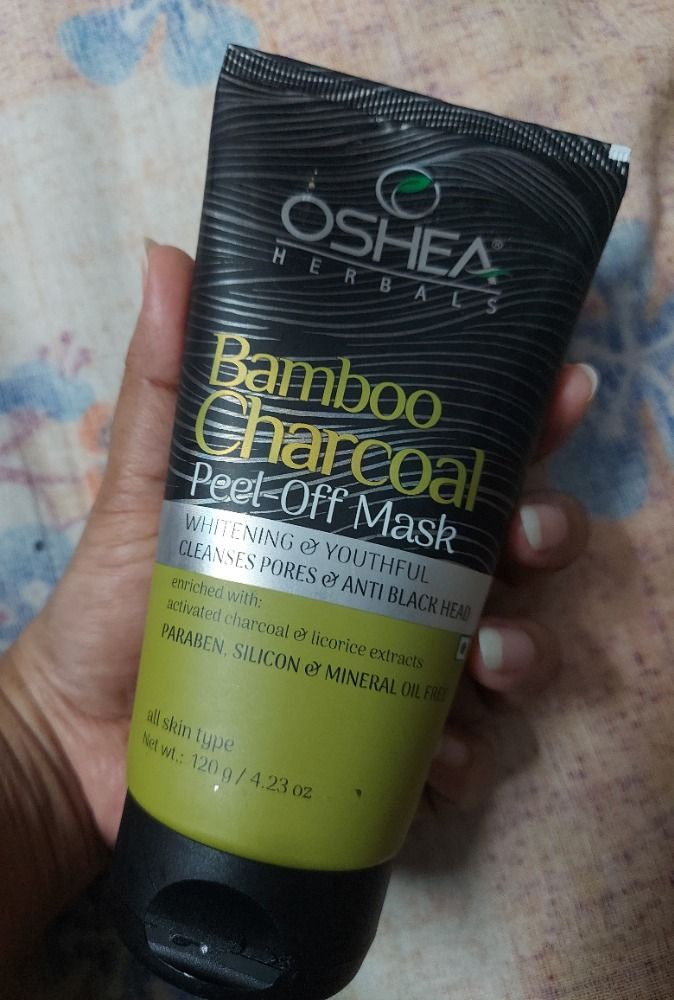 OSHEA®
HERBALS
Bamboo
Charcoal
Peel-Off Mask
WHITENING & YOUTHFUL
CLEANSES PORES & ANTI BLACK HEAD
enriched with:
activated charcoal & licorice extracts
PARABEN, SILICON & MINERAL OIL FREE
all skin type
Net wt.: 120 g / 4.23 oz